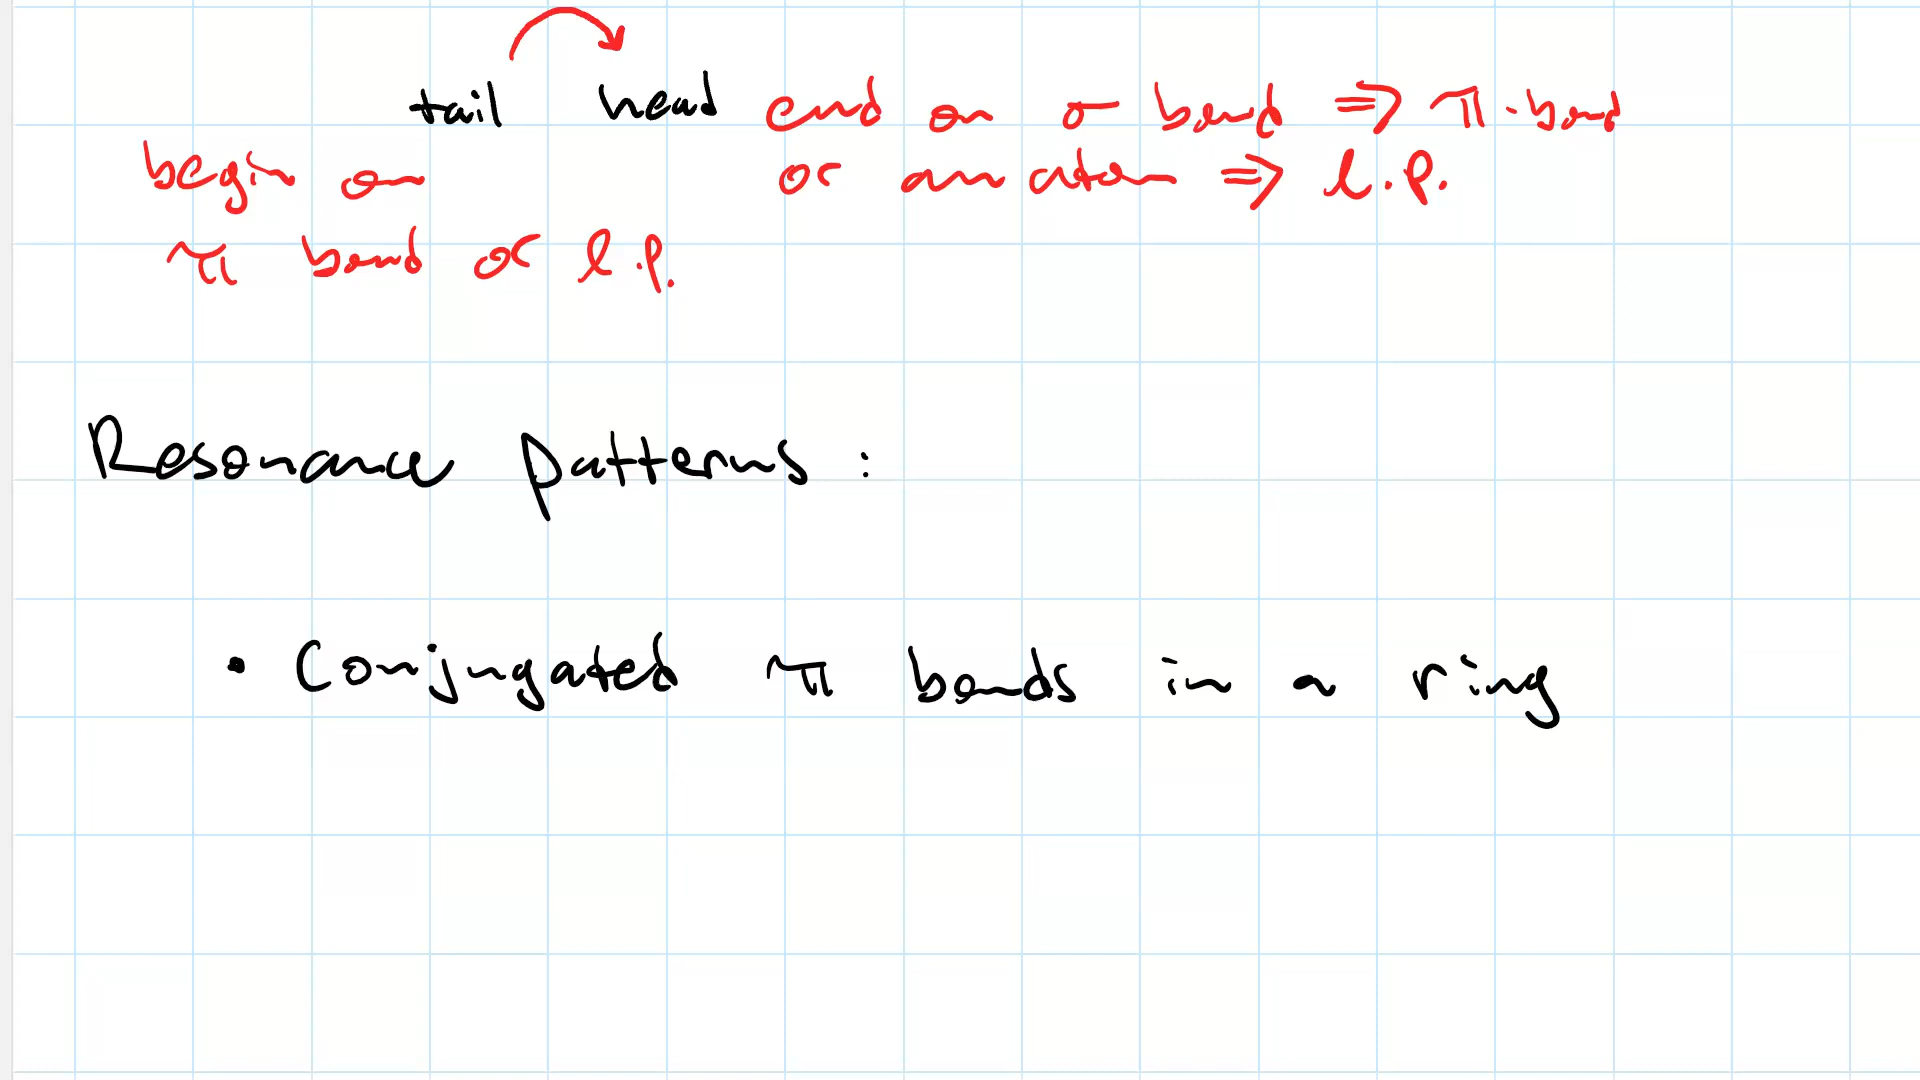 tail head end on σ bond ⇒ π-bond
begin on or an atom ⇒ l.p.
π bond or l.p.
Resonance patterns :
• Conjugated π bonds in a ring